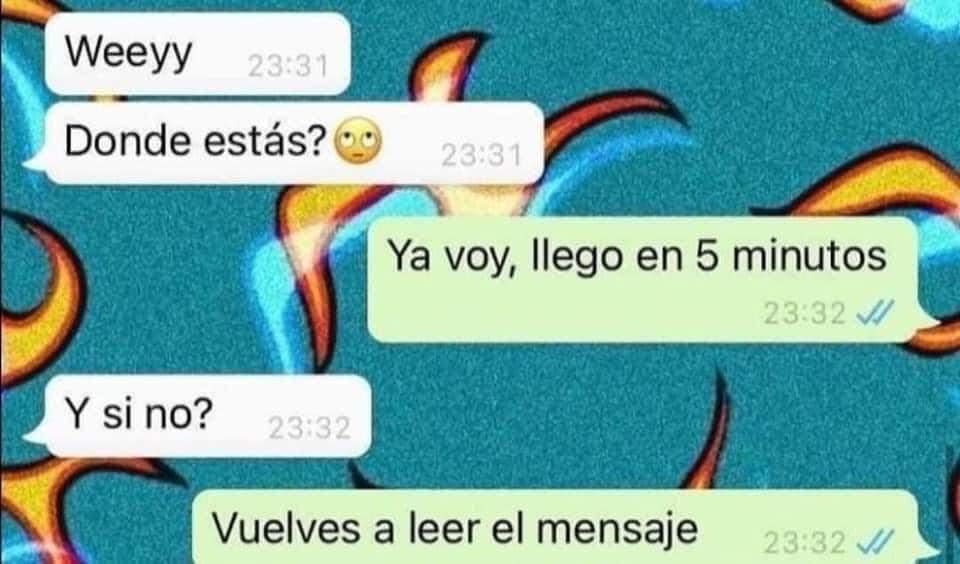 Weeyy 23:31
Donde estás?🙄 23:31
Ya voy, llego en 5 minutos
23:32
Y si no? 23:32
Vuelves a leer el mensaje 23:32